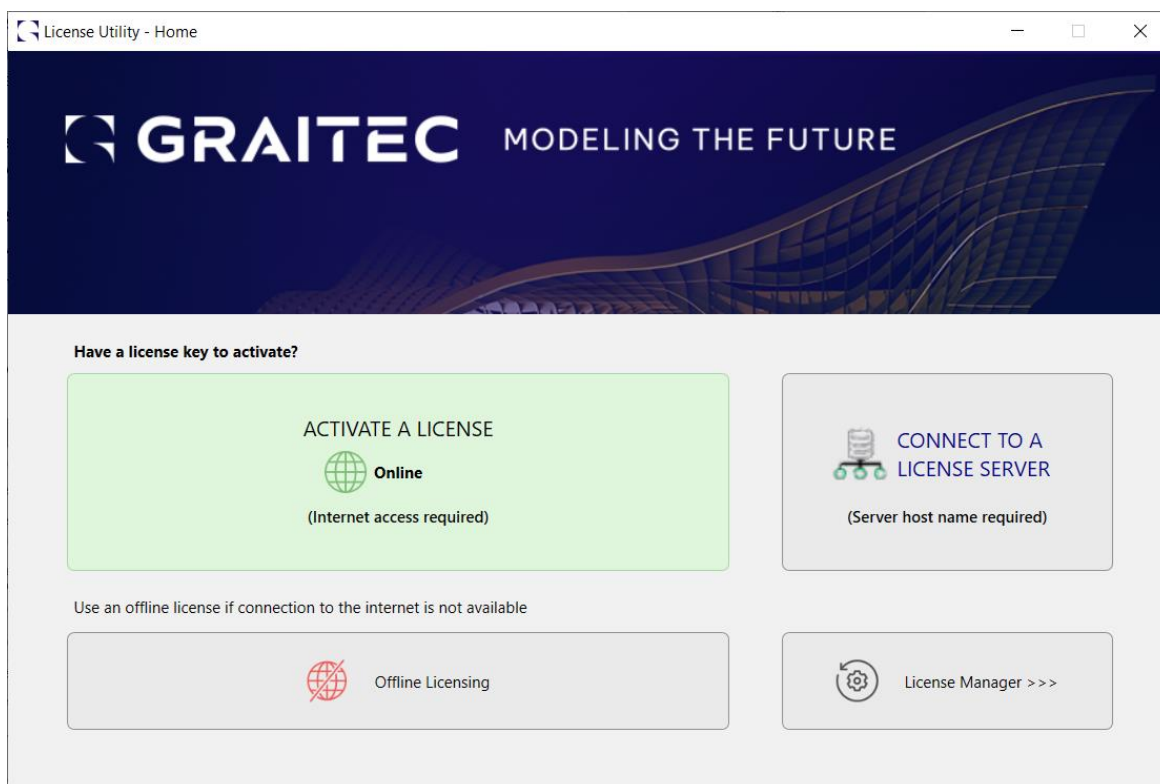 License Utility - Home
GRAITEC MODELING THE FUTURE
Have a license key to activate?
ACTIVATE A LICENSE
Online
(Internet access required)
CONNECT TO A
LICENSE SERVER
(Server host name required)
Use an offline license if connection to the internet is not available
Offline Licensing
License Manager >>>